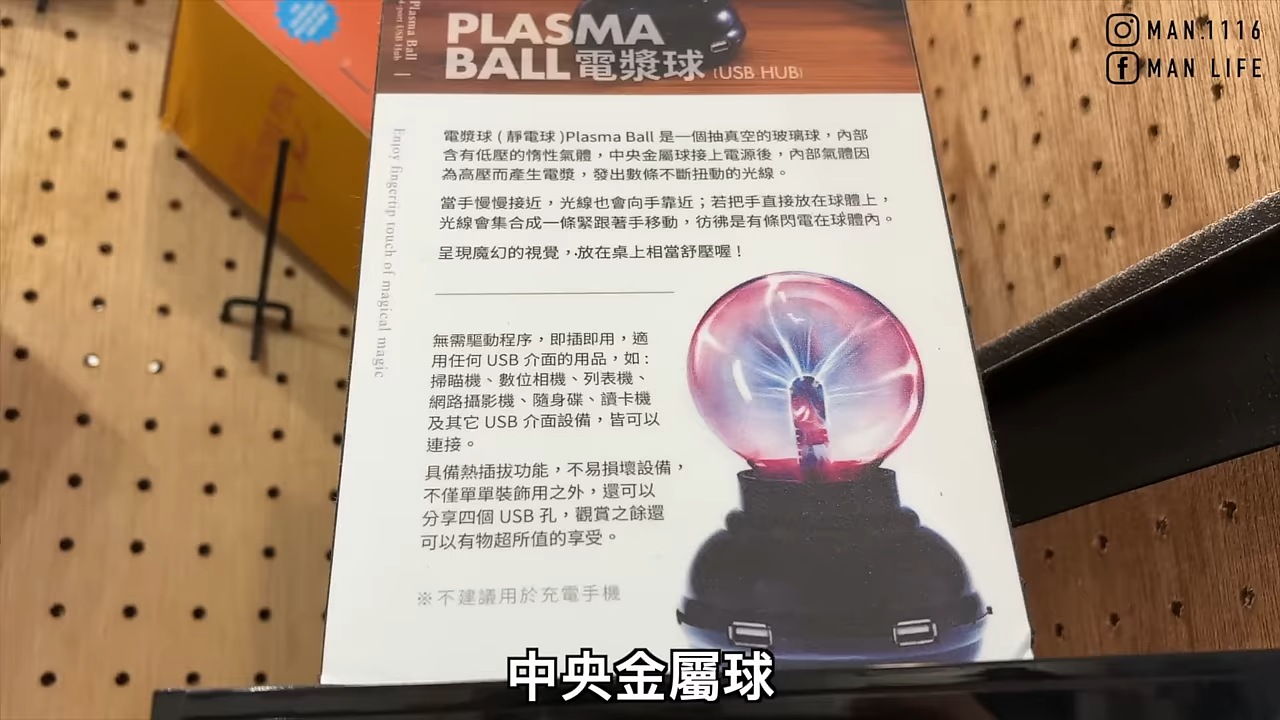 MAN.1116
MAN LIFE
Plasma Ball
4-port USB Hub
PLASMA
BALL 電漿球 (USB HUB)
Enjoy fingertip touch of magical magic
電漿球 ( 靜電球 )Plasma Ball 是一個抽真空的玻璃球，內部
含有低壓的惰性氣體，中央金屬球接上電源後，內部氣體因
為高壓而產生電漿，發出數條不斷扭動的光線。
當手慢慢接近，光線也會向手靠近；若把手直接放在球體上，
光線會集合成一條緊跟著手移動，彷彿是有條閃電在球體內。
呈現魔幻的視覺，放在桌上相當舒壓喔！
無需驅動程序，即插即用，適
用任何 USB 介面的用品，如 :
掃瞄機、數位相機、列表機、
網路攝影機、隨身碟、讀卡機
及其它 USB 介面設備，皆可以
連接。
具備熱插拔功能，不易損壞設備，
不僅單單裝飾用之外，還可以
分享四個 USB 孔，觀賞之餘還
可以有物超所值的享受。
※不建議用於充電手機
中央金屬球